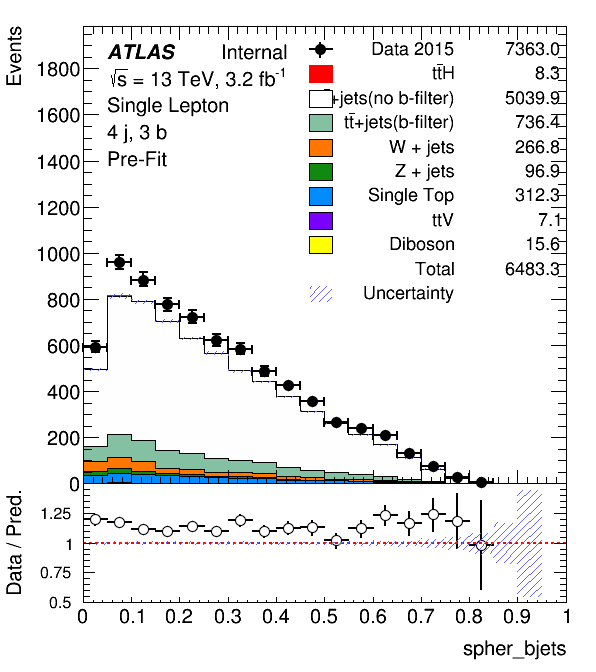 Events
ATLAS Internal
√s = 13 TeV, 3.2 fb⁻¹
Single Lepton
4 j, 3 b
Pre-Fit
Data 2015 7363.0
tt̄H 8.3
+jets(no b-filter) 5039.9
tt̄+jets(b-filter) 736.4
W + jets 266.8
Z + jets 96.9
Single Top 312.3
ttV 7.1
Diboson 15.6
Total 6483.3
Uncertainty
1800
1600
1400
1200
1000
800
600
400
200
0
Data / Pred.
1.25
1
0.75
0.5
0 0.1 0.2 0.3 0.4 0.5 0.6 0.7 0.8 0.9 1
spher_bjets